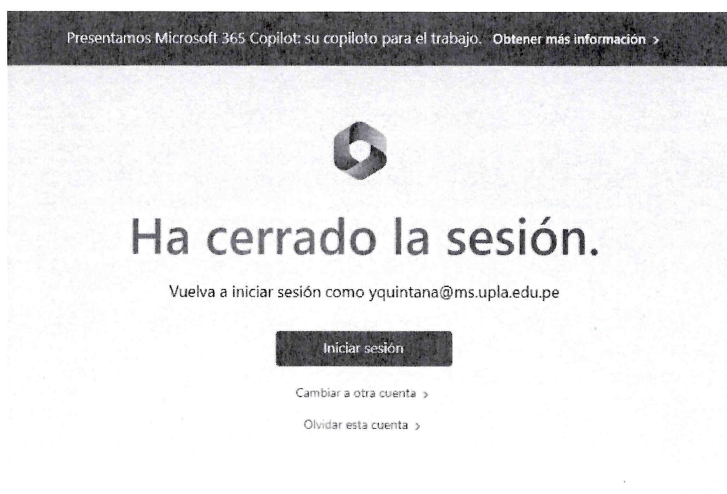 Presentamos Microsoft 365 Copilot: su copiloto para el trabajo. Obtener más información >
Ha cerrado la sesión.
Vuelva a iniciar sesión como yquintana@ms.upla.edu.pe
Iniciar sesión
Cambiar a otra cuenta >
Olvidar esta cuenta >